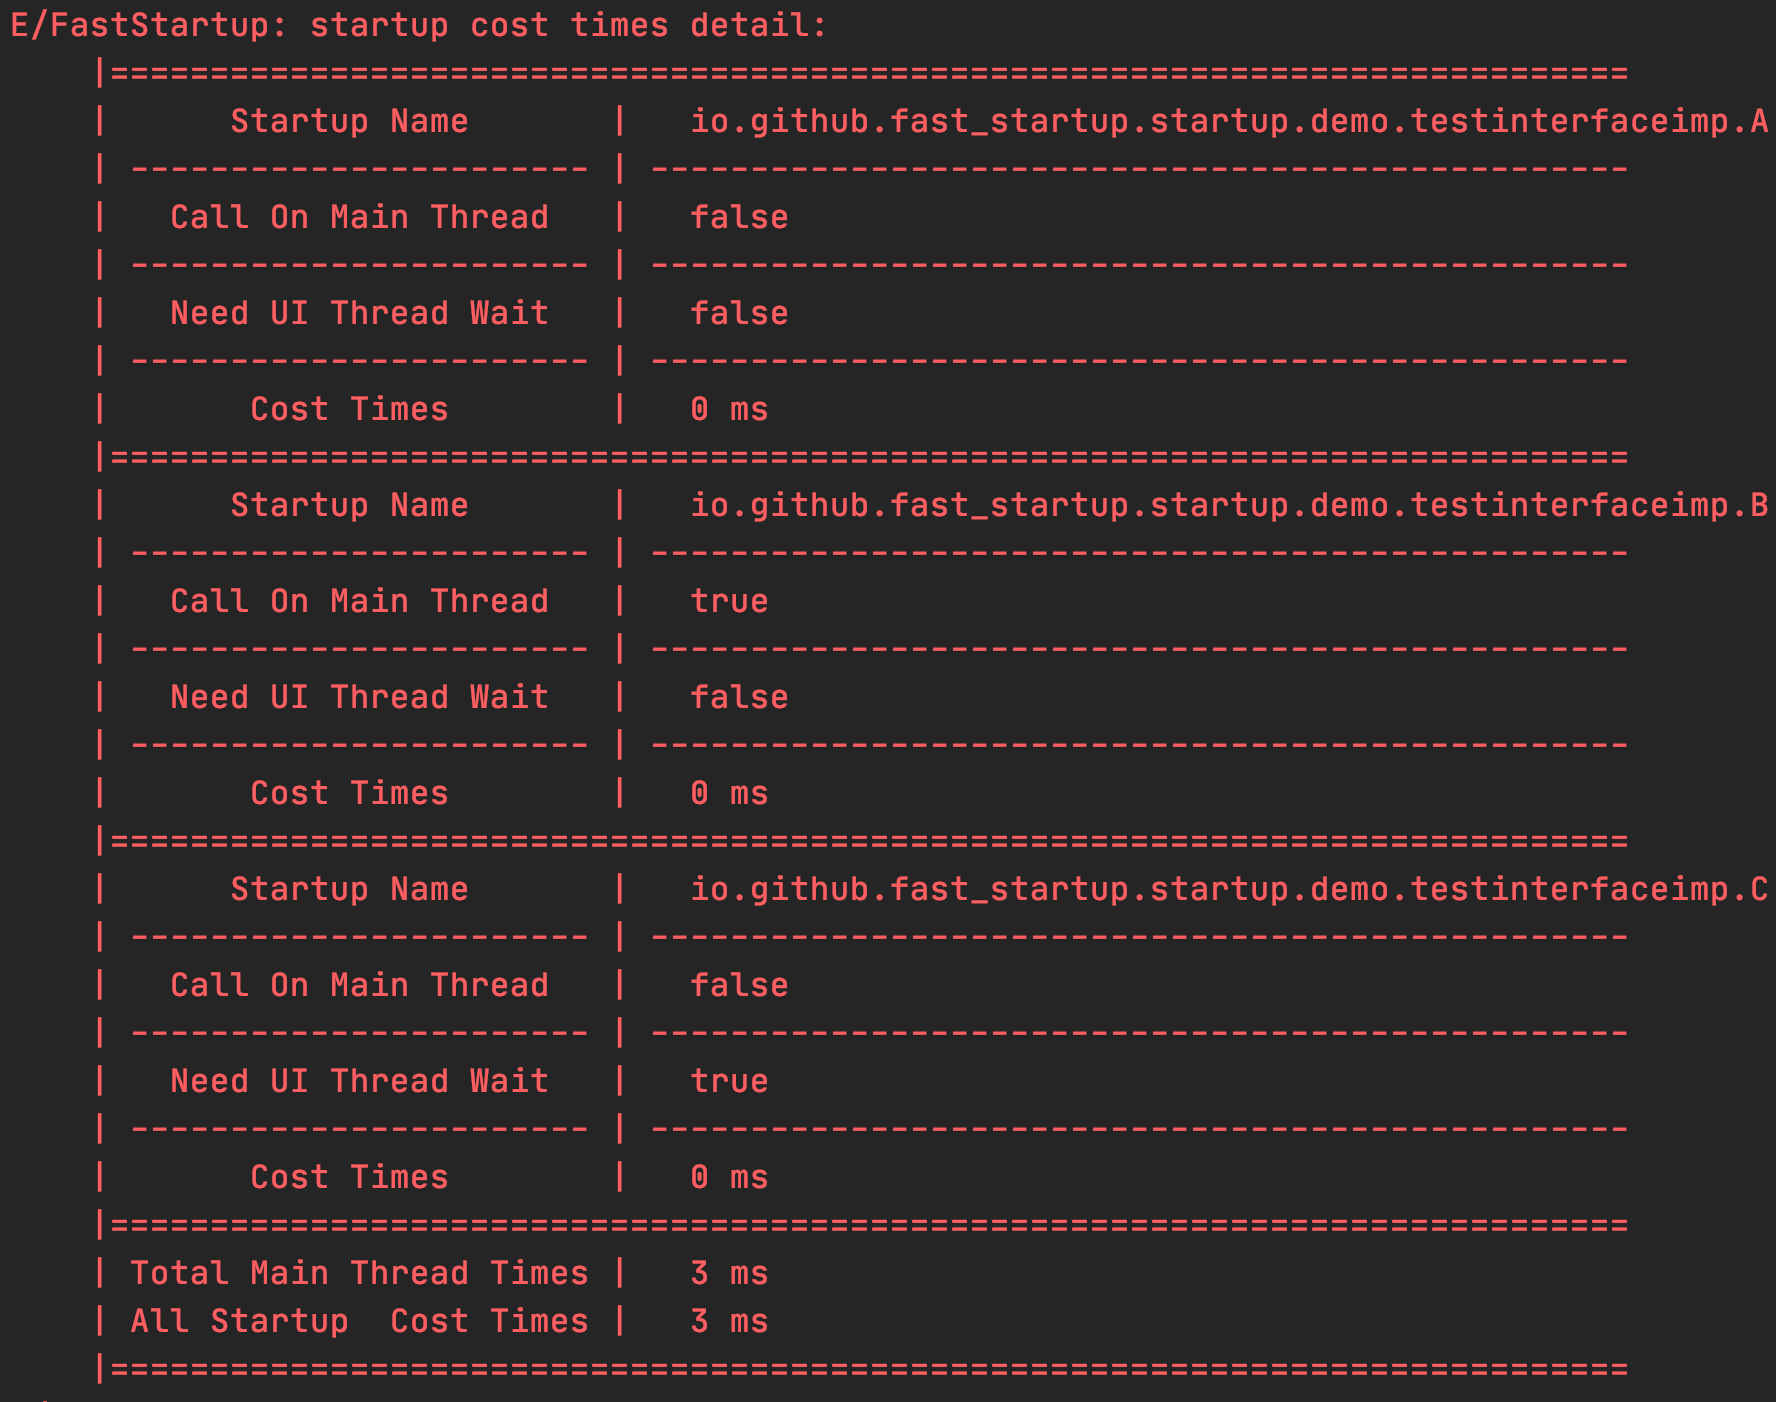 E/FastStartup: startup cost times detail:
|============================================================================
| Startup Name | io.github.fast_startup.startup.demo.testinterfaceimp.A
| ----------------------- | -------------------------------------------------
| Call On Main Thread | false
| ----------------------- | -------------------------------------------------
| Need UI Thread Wait | false
| ----------------------- | -------------------------------------------------
| Cost Times | 0 ms
|============================================================================
| Startup Name | io.github.fast_startup.startup.demo.testinterfaceimp.B
| ----------------------- | -------------------------------------------------
| Call On Main Thread | true
| ----------------------- | -------------------------------------------------
| Need UI Thread Wait | false
| ----------------------- | -------------------------------------------------
| Cost Times | 0 ms
|============================================================================
| Startup Name | io.github.fast_startup.startup.demo.testinterfaceimp.C
| ----------------------- | -------------------------------------------------
| Call On Main Thread | false
| ----------------------- | -------------------------------------------------
| Need UI Thread Wait | true
| ----------------------- | -------------------------------------------------
| Cost Times | 0 ms
|============================================================================
| Total Main Thread Times | 3 ms
| All Startup  Cost Times | 3 ms
|============================================================================